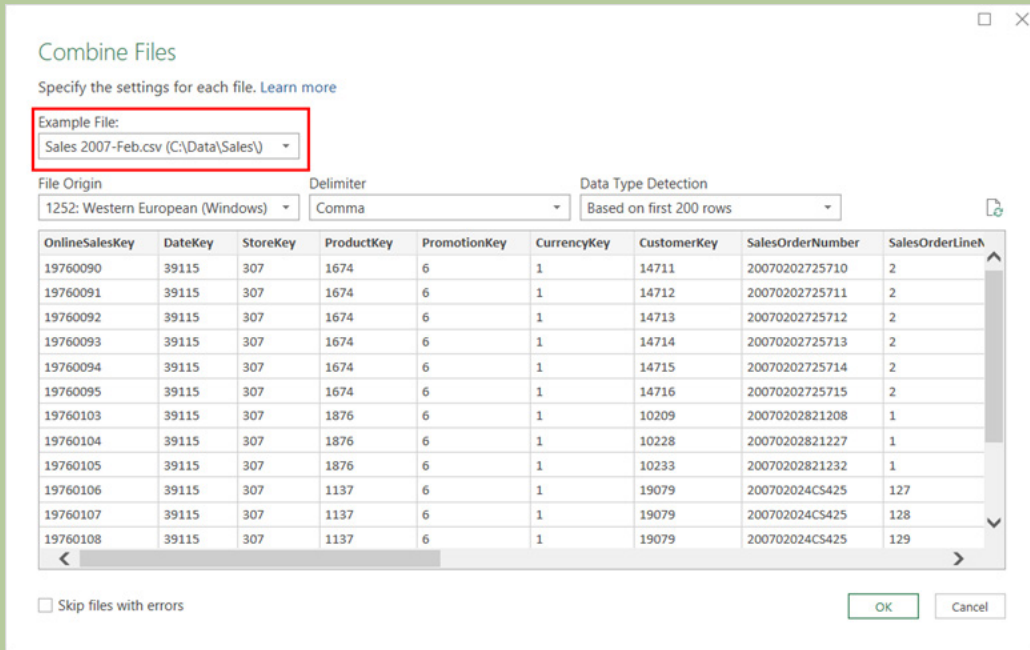 Combine Files
Specify the settings for each file. Learn more
Example File:
Sales 2007-Feb.csv (C:\Data\Sales\)
File Origin Delimiter Data Type Detection
1252: Western European (Windows) Comma Based on first 200 rows
OnlineSalesKey DateKey StoreKey ProductKey PromotionKey CurrencyKey CustomerKey SalesOrderNumber SalesOrderLineN
19760090 39115 307 1674 6 1 14711 20070202725710 2
19760091 39115 307 1674 6 1 14712 20070202725711 2
19760092 39115 307 1674 6 1 14713 20070202725712 2
19760093 39115 307 1674 6 1 14714 20070202725713 2
19760094 39115 307 1674 6 1 14715 20070202725714 2
19760095 39115 307 1674 6 1 14716 20070202725715 2
19760103 39115 307 1876 6 1 10209 20070202821208 1
19760104 39115 307 1876 6 1 10228 20070202821227 1
19760105 39115 307 1876 6 1 10233 20070202821232 1
19760106 39115 307 1137 6 1 19079 200702024CS425 127
19760107 39115 307 1137 6 1 19079 200702024CS425 128
19760108 39115 307 1137 6 1 19079 200702024CS425 129
Skip files with errors
OK Cancel